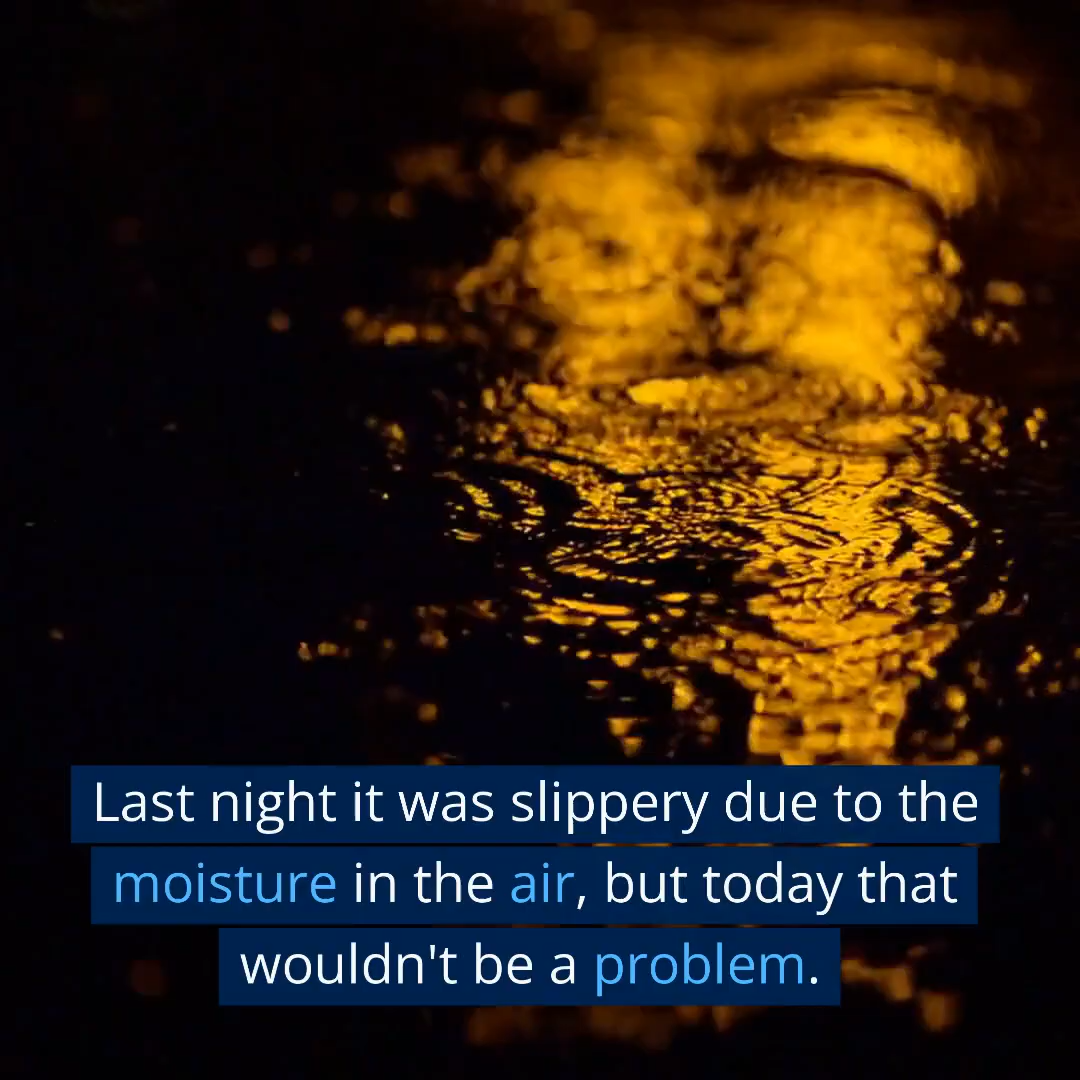 Last night it was slippery due to the
moisture in the air, but today that
wouldn't be a problem.